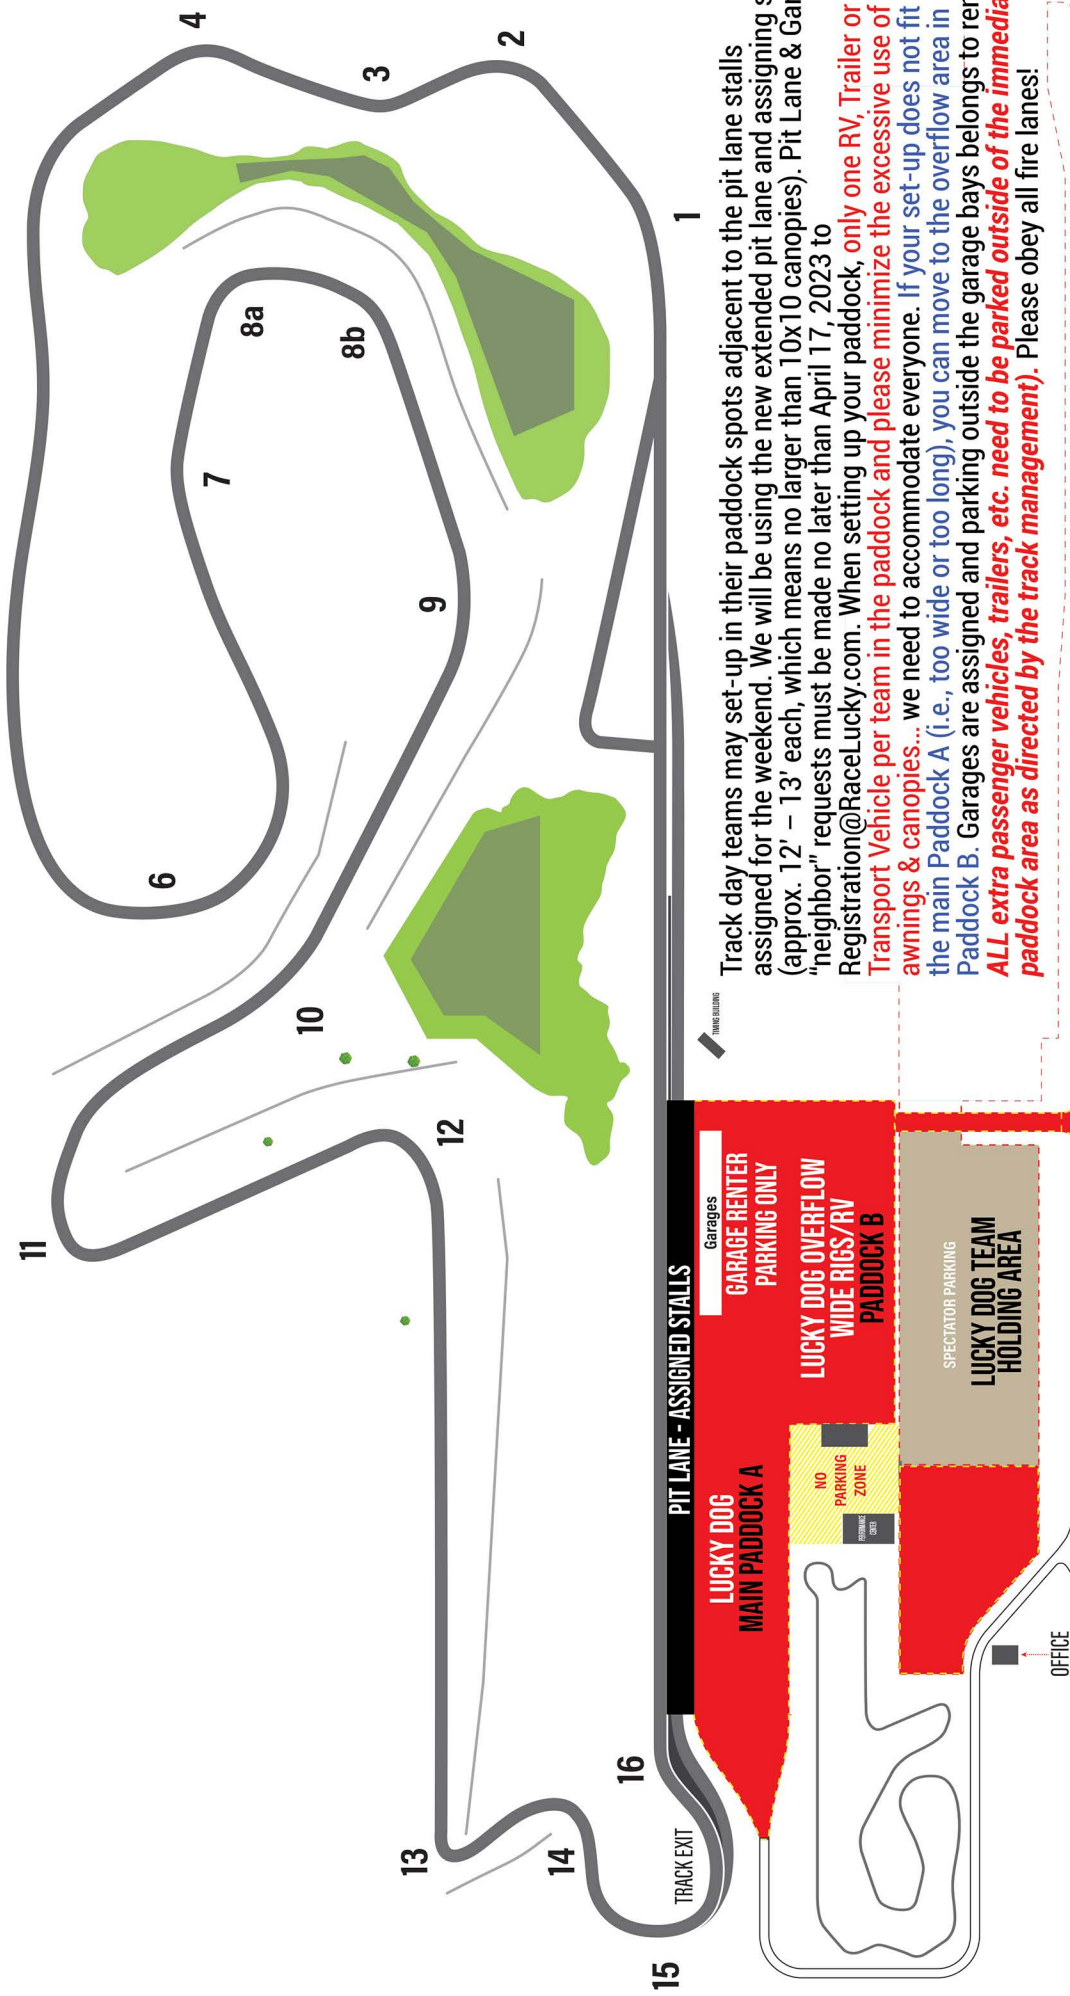 4
2
3
1
8a
8b
7
9
6
10
11
12
13
14
15
16
Track day teams may set-up in their paddock spots adjacent to the pit lane stalls
assigned for the weekend. We will be using the new extended pit lane and assigning
(approx. 12' – 13' each, which means no larger than 10x10 canopies). Pit Lane &
“neighbor” requests must be made no later than April 17, 2023 to
Registration@RaceLucky.com. When setting up your paddock, only one RV, Trailer or
Transport Vehicle per team in the paddock and please minimize the excessive use of
awnings & canopies... we need to accommodate everyone. If your set-up does not fit
the main Paddock A (i.e., too wide or too long), you can move to the overflow area in
Paddock B. Garages are assigned and parking outside the garage bays belongs to
ALL extra passenger vehicles, trailers, etc. need to be parked outside of the
paddock area as directed by the track management). Please obey all fire lanes!
TIMING BUILDING
PIT LANE - ASSIGNED STALLS
Garages
GARAGE RENTER
PARKING ONLY
LUCKY DOG OVERFLOW
WIDE RIGS/RV
PADDOCK B
LUCKY DOG
MAIN PADDOCK A
NO
PARKING
ZONE
PERFORMANCE
CENTER
SPECTATOR PARKING
LUCKY DOG TEAM
HOLDING AREA
TRACK EXIT
OFFICE